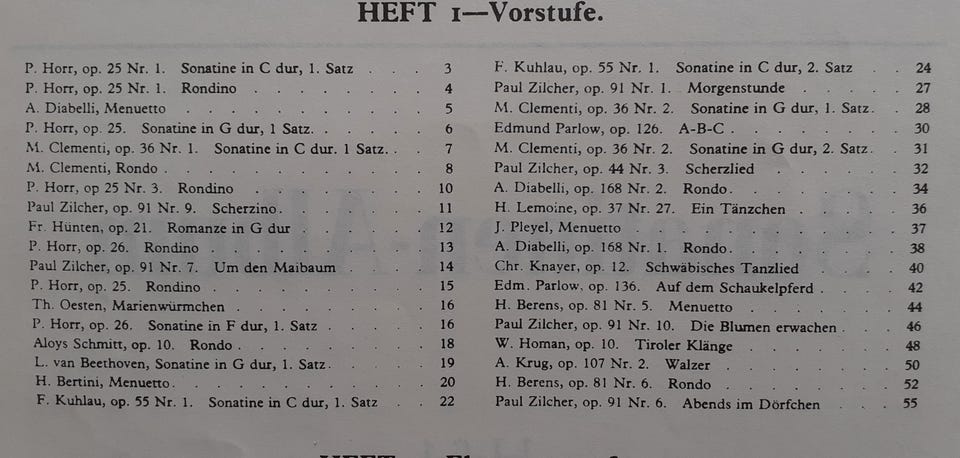 HEFT 1—Vorstufe.
P. Horr, op. 25 Nr. 1. Sonatine in C dur, 1. Satz . . . 3
P. Horr, op. 25 Nr. 1. Rondino . . . . . . . 4
A. Diabelli, Menuetto . . . . . . . . . 5
P. Horr, op. 25. Sonatine in G dur, 1 Satz. . . . . 6
M. Clementi, op. 36 Nr. 1. Sonatine in C dur. 1 Satz. . . 7
M. Clementi, Rondo . . . . . . . . . . 8
P. Horr, op 25 Nr. 3. Rondino . . . . . . . 10
Paul Zilcher, op. 91 Nr. 9. Scherzino . . . . . . 11
Fr. Hünten, op. 21. Romanze in G dur . . . . . 12
P. Horr, op. 26. Rondino . . . . . . . . 13
Paul Zilcher, op. 91 Nr. 7. Um den Maibaum . . . . 14
P. Horr, op. 25. Rondino . . . . . . . . 15
Th. Oesten, Marienwürmchen . . . . . . . 16
P. Horr, op. 26. Sonatine in F dur, 1. Satz . . . . 16
Aloys Schmitt, op. 10. Rondo . . . . . . . 18
L. van Beethoven, Sonatine in G dur, 1. Satz . . . . 19
H. Bertini, Menuetto . . . . . . . . . 20
F. Kuhlau, op. 55 Nr. 1. Sonatine in C dur, 1. Satz . . 22
F. Kuhlau, op. 55 Nr. 1. Sonatine in C dur, 2. Satz . . 24
Paul Zilcher, op. 91 Nr. 1. Morgenstunde . . . . 27
M. Clementi, op. 36 Nr. 2. Sonatine in G dur, 1. Satz . . 28
Edmund Parlow, op. 126. A-B-C . . . . . . . 30
M. Clementi, op. 36 Nr. 2. Sonatine in G dur, 2. Satz . . 31
Paul Zilcher, op. 44 Nr. 3. Scherzlied . . . . . 32
A. Diabelli, op. 168 Nr. 2. Rondo . . . . . . 34
H. Lemoine, op. 37 Nr. 27. Ein Tänzchen . . . . 36
J. Pleyel, Menuetto . . . . . . . . . 37
A. Diabelli, op. 168 Nr. 1. Rondo . . . . . . 38
Chr. Knayer, op. 12. Schwäbisches Tanzlied . . . . 40
Edm. Parlow, op. 136. Auf dem Schaukelpferd . . . . 42
H. Berens, op. 81 Nr. 5. Menuetto . . . . . . 44
Paul Zilcher, op. 91 Nr. 10. Die Blumen erwachen . . . 46
W. Homan, op. 10. Tiroler Klänge . . . . . . 48
A. Krug, op. 107 Nr. 2. Walzer . . . . . . . 50
H. Berens, op. 81 Nr. 6. Rondo . . . . . . . 52
Paul Zilcher, op. 91 Nr. 6. Abends im Dörfchen . . . 55
HEFT